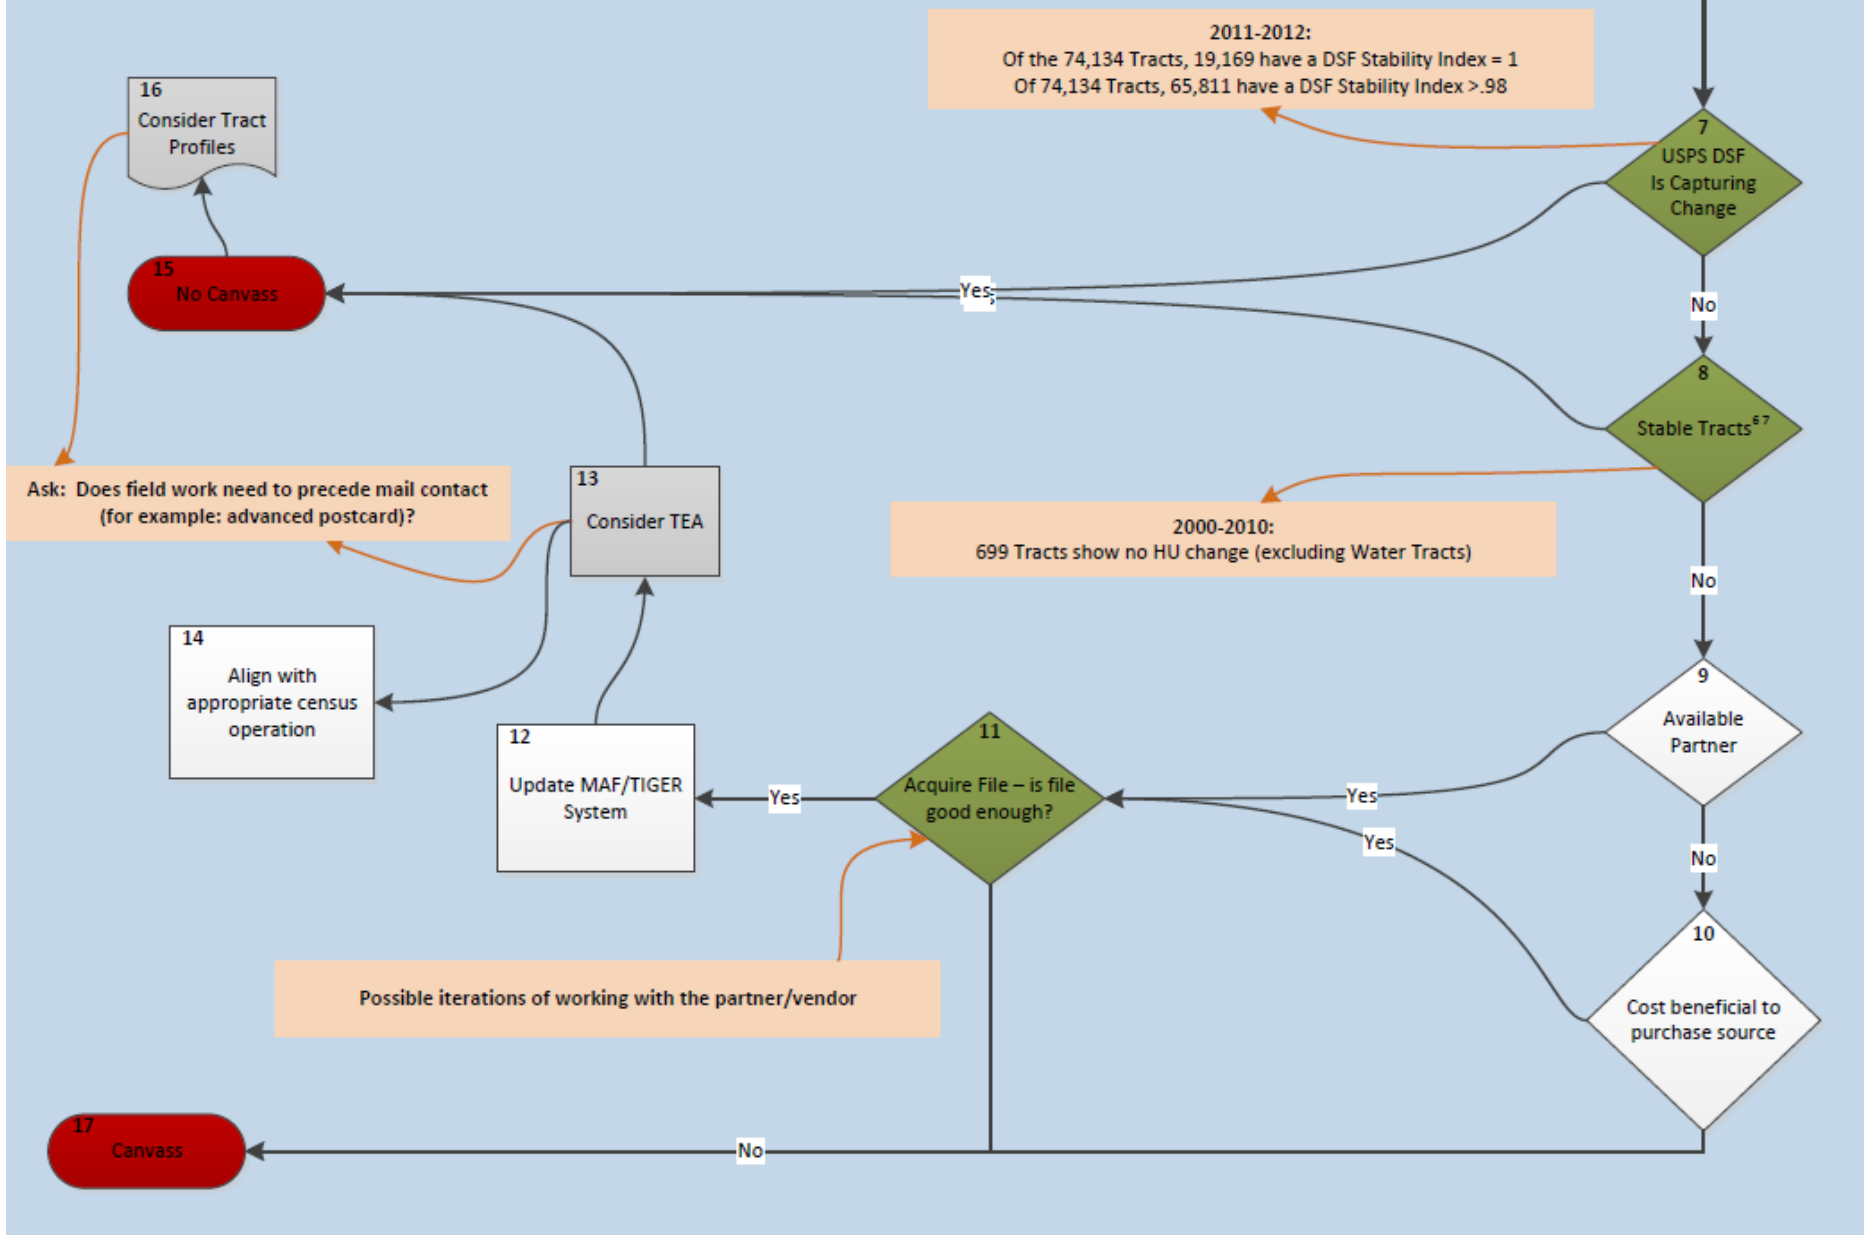 2011-2012:
Of the 74,134 Tracts, 19,169 have a DSF Stability Index = 1
Of 74,134 Tracts, 65,811 have a DSF Stability Index >.98
16
Consider Tract
Profiles
7
USPS DSF
Is Capturing
Change
15
No Canvass
Yes
No
8
Stable Tracts⁶ ⁷
Ask: Does field work need to precede mail contact
(for example: advanced postcard)?
13
Consider TEA
2000-2010:
699 Tracts show no HU change (excluding Water Tracts)
No
14
Align with
appropriate census
operation
9
Available
Partner
12
Update MAF/TIGER
System
Yes
11
Acquire File – is file
good enough?
Yes
Yes
No
10
Cost beneficial to
purchase source
Possible iterations of working with the partner/vendor
17
Canvass
No